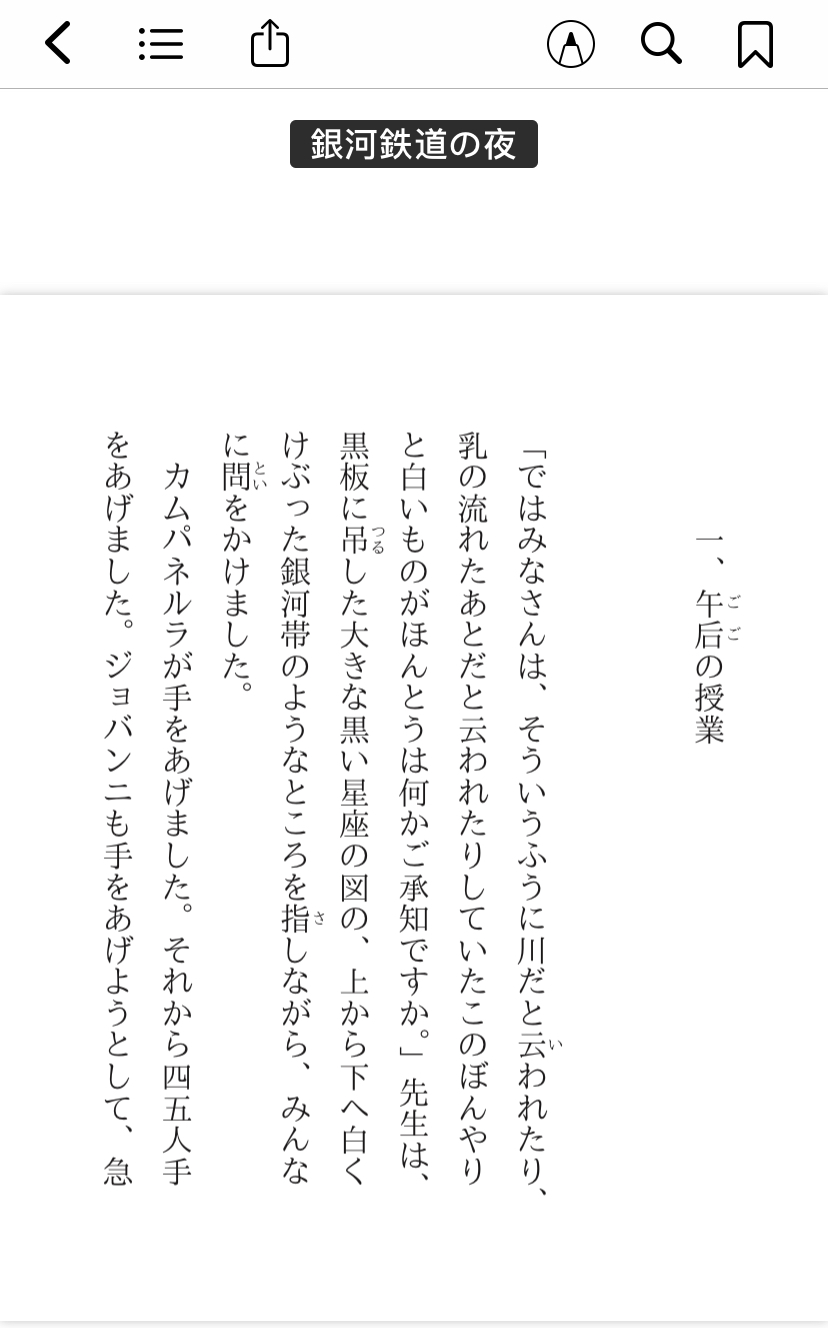 銀河鉄道の夜
一、午后の授業
ごご
「ではみなさんは、そういうふうに川だと云われたり、
い
乳の流れたあとだと云われたりしていたこのぼんやり
と白いものがほんとうは何かご承知ですか。」先生は、
黒板に吊した大きな黒い星座の図の、上から下へ白く
つる
けぶった銀河帯のようなところを指しながら、みんな
さ
に問をかけました。
とい
カムパネルラが手をあげました。それから四五人手
をあげました。ジョバンニも手をあげようとして、急